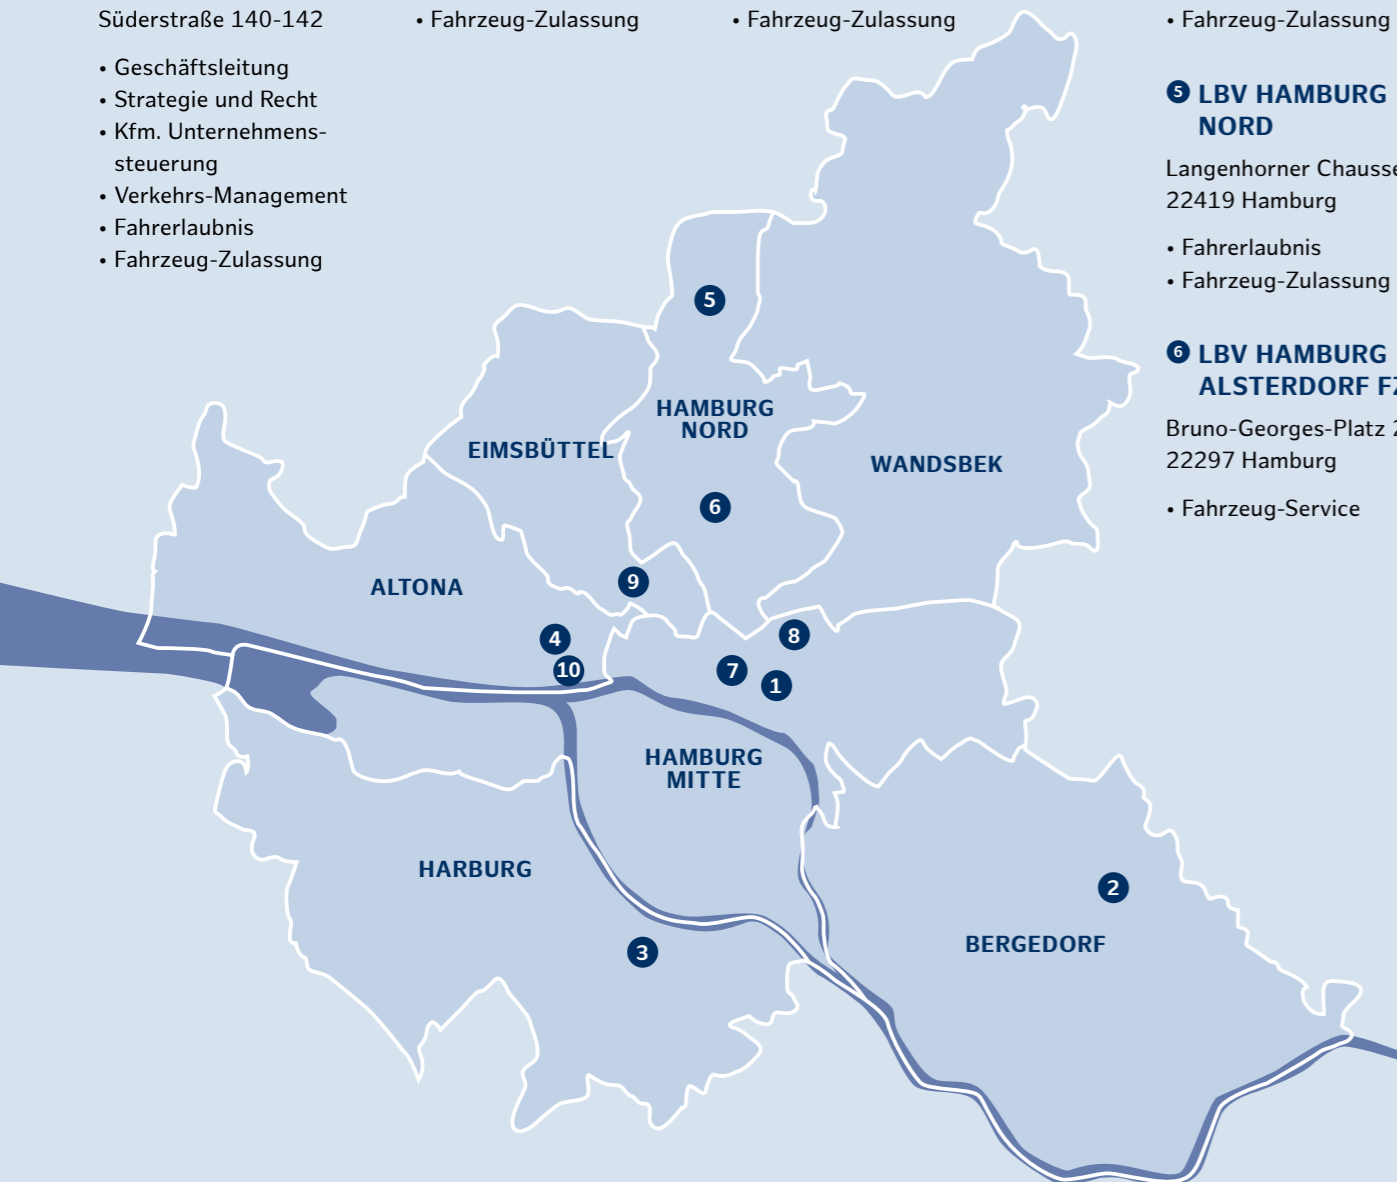 Süderstraße 140-142
• Geschäftsleitung
• Strategie und Recht
• Kfm. Unternehmens-
steuerung
• Verkehrs-Management
• Fahrerlaubnis
• Fahrzeug-Zulassung
• Fahrzeug-Zulassung
• Fahrzeug-Zulassung
• Fahrzeug-Zulassung
5 LBV HAMBURG
NORD
Langenhorner
22419 Hamburg
• Fahrerlaubnis
• Fahrzeug-Zulassung
6 LBV HAMBURG
ALSTERDORF
Bruno-Georges-Platz
22297 Hamburg
• Fahrzeug-Service
5
HAMBURG
NORD
EIMSBÜTTEL
WANDSBEK
6
9
ALTONA
4
10
8
7
1
HAMBURG
MITTE
HARBURG
2
BERGEDORF
3